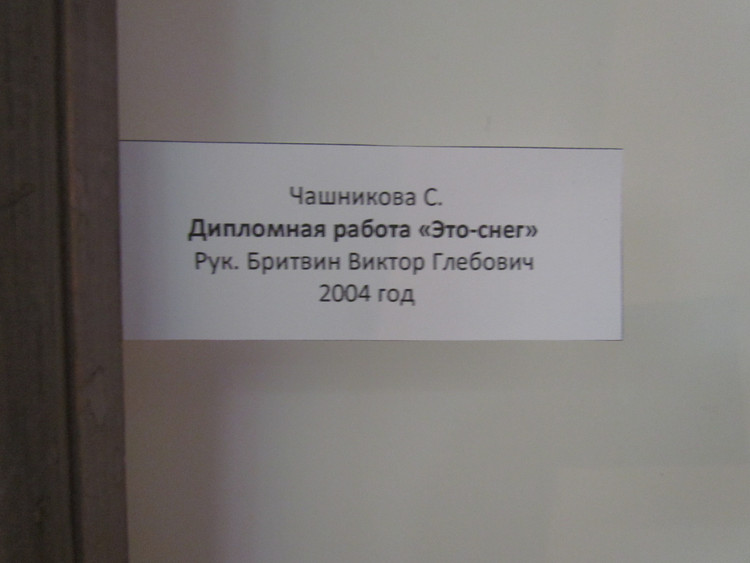 Чашникова С.
Дипломная работа «Это-снег»
Рук. Бритвин Виктор Глебович
2004 год